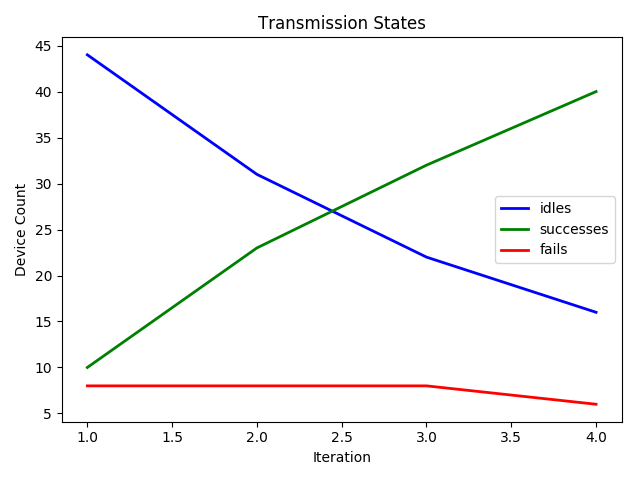 Transmission States
45
40
35
30
25
20
15
10
5
Device Count
idles
successes
fails
1.0 1.5 2.0 2.5 3.0 3.5 4.0
Iteration